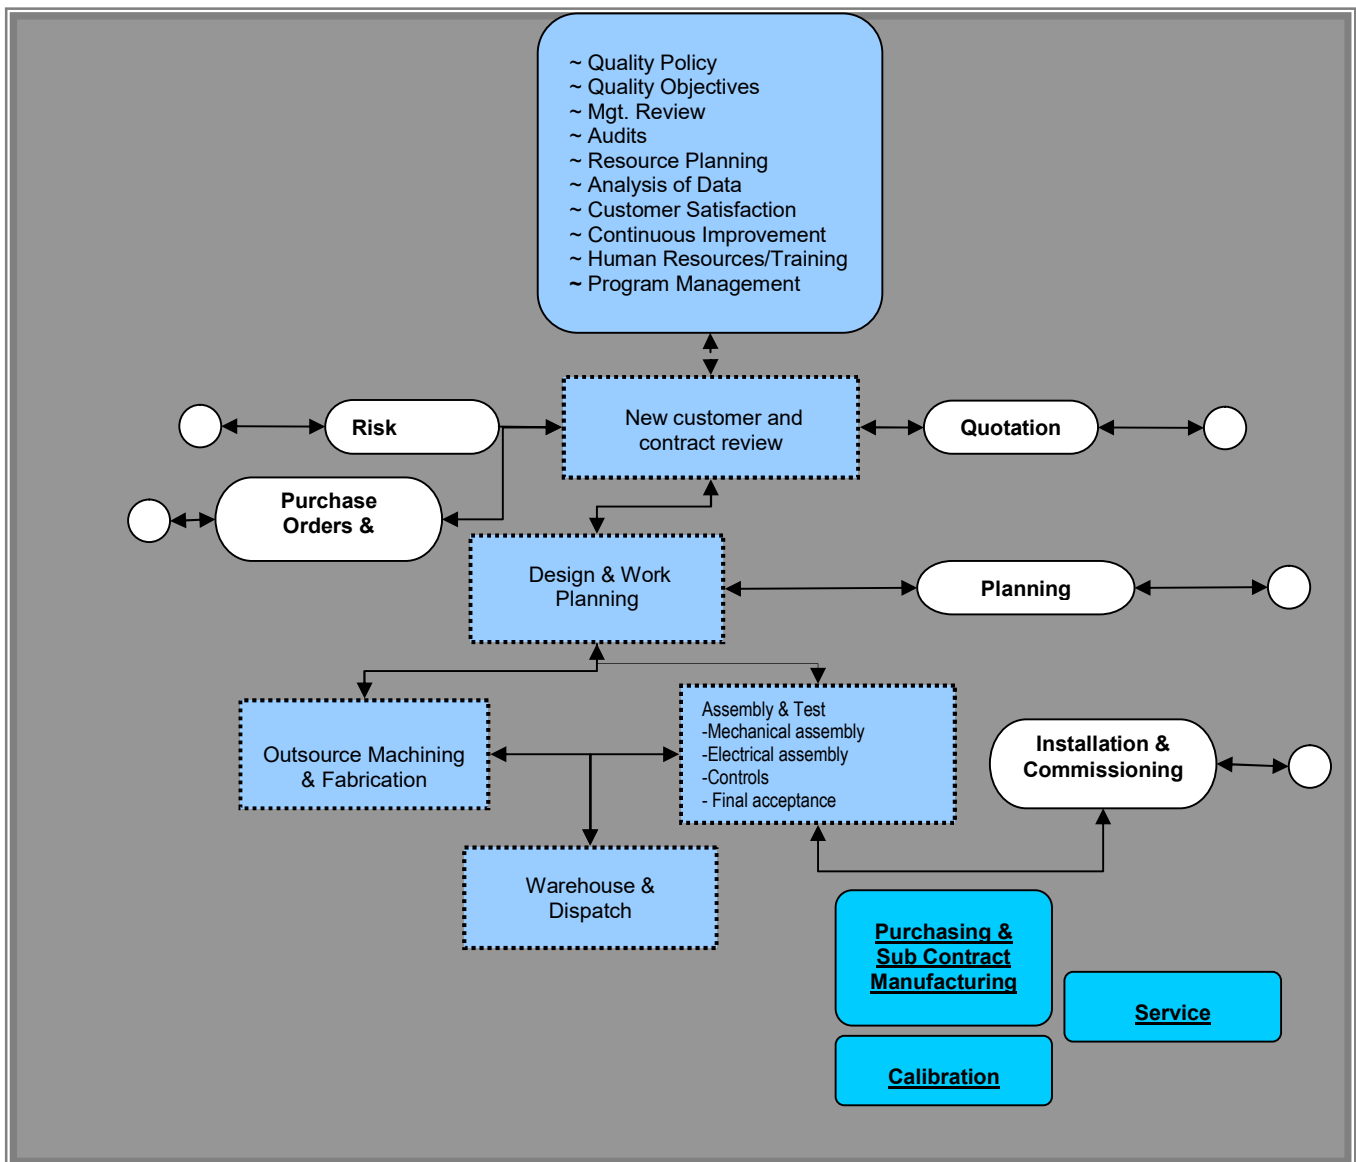 ~ Quality Policy
~ Quality Objectives
~ Mgt. Review
~ Audits
~ Resource Planning
~ Analysis of Data
~ Customer Satisfaction
~ Continuous Improvement
~ Human Resources/Training
~ Program Management
New customer and
contract review
Risk
Quotation
Purchase
Orders &
Design & Work
Planning
Planning
Outsource Machining
& Fabrication
Assembly & Test
-Mechanical assembly
-Electrical assembly
-Controls
- Final acceptance
Installation &
Commissioning
Warehouse &
Dispatch
Purchasing &
Sub Contract
Manufacturing
Service
Calibration